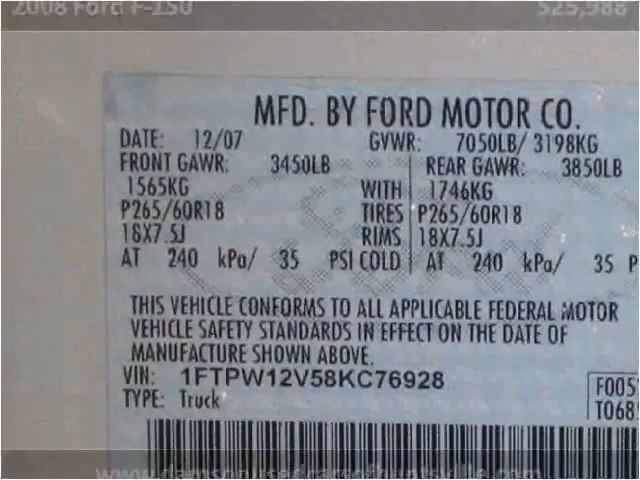 2008 Ford F-150 $25,988
MFD. BY FORD MOTOR CO.
DATE: 12/07 GVWR: 7050LB/ 3198KG
FRONT GAWR: 3450LB REAR GAWR: 3850LB
1565KG WITH 1746KG
P265/60R18 TIRES P265/60R18
18X7.5J RIMS 18X7.5J
AT 240 kPa/ 35 PSI COLD AT 240 kPa/ 35 P
THIS VEHICLE CONFORMS TO ALL APPLICABLE FEDERAL MOTOR
VEHICLE SAFETY STANDARDS IN EFFECT ON THE DATE OF
MANUFACTURE SHOWN ABOVE.
VIN: 1FTPW12V58KC76928
F005
TYPE: Truck
T068